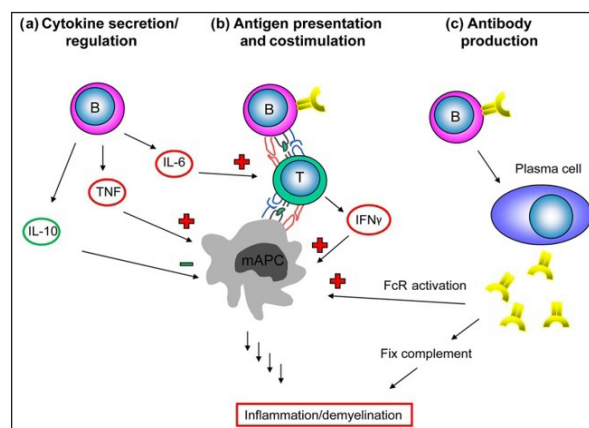 (a) Cytokine secretion/
regulation
(b) Antigen presentation
and costimulation
(c) Antibody
production
B
IL-6
TNF
IL-10
B
T
IFNγ
mAPC
B
Plasma cell
FcR activation
Fix complement
Inflammation/demyelination